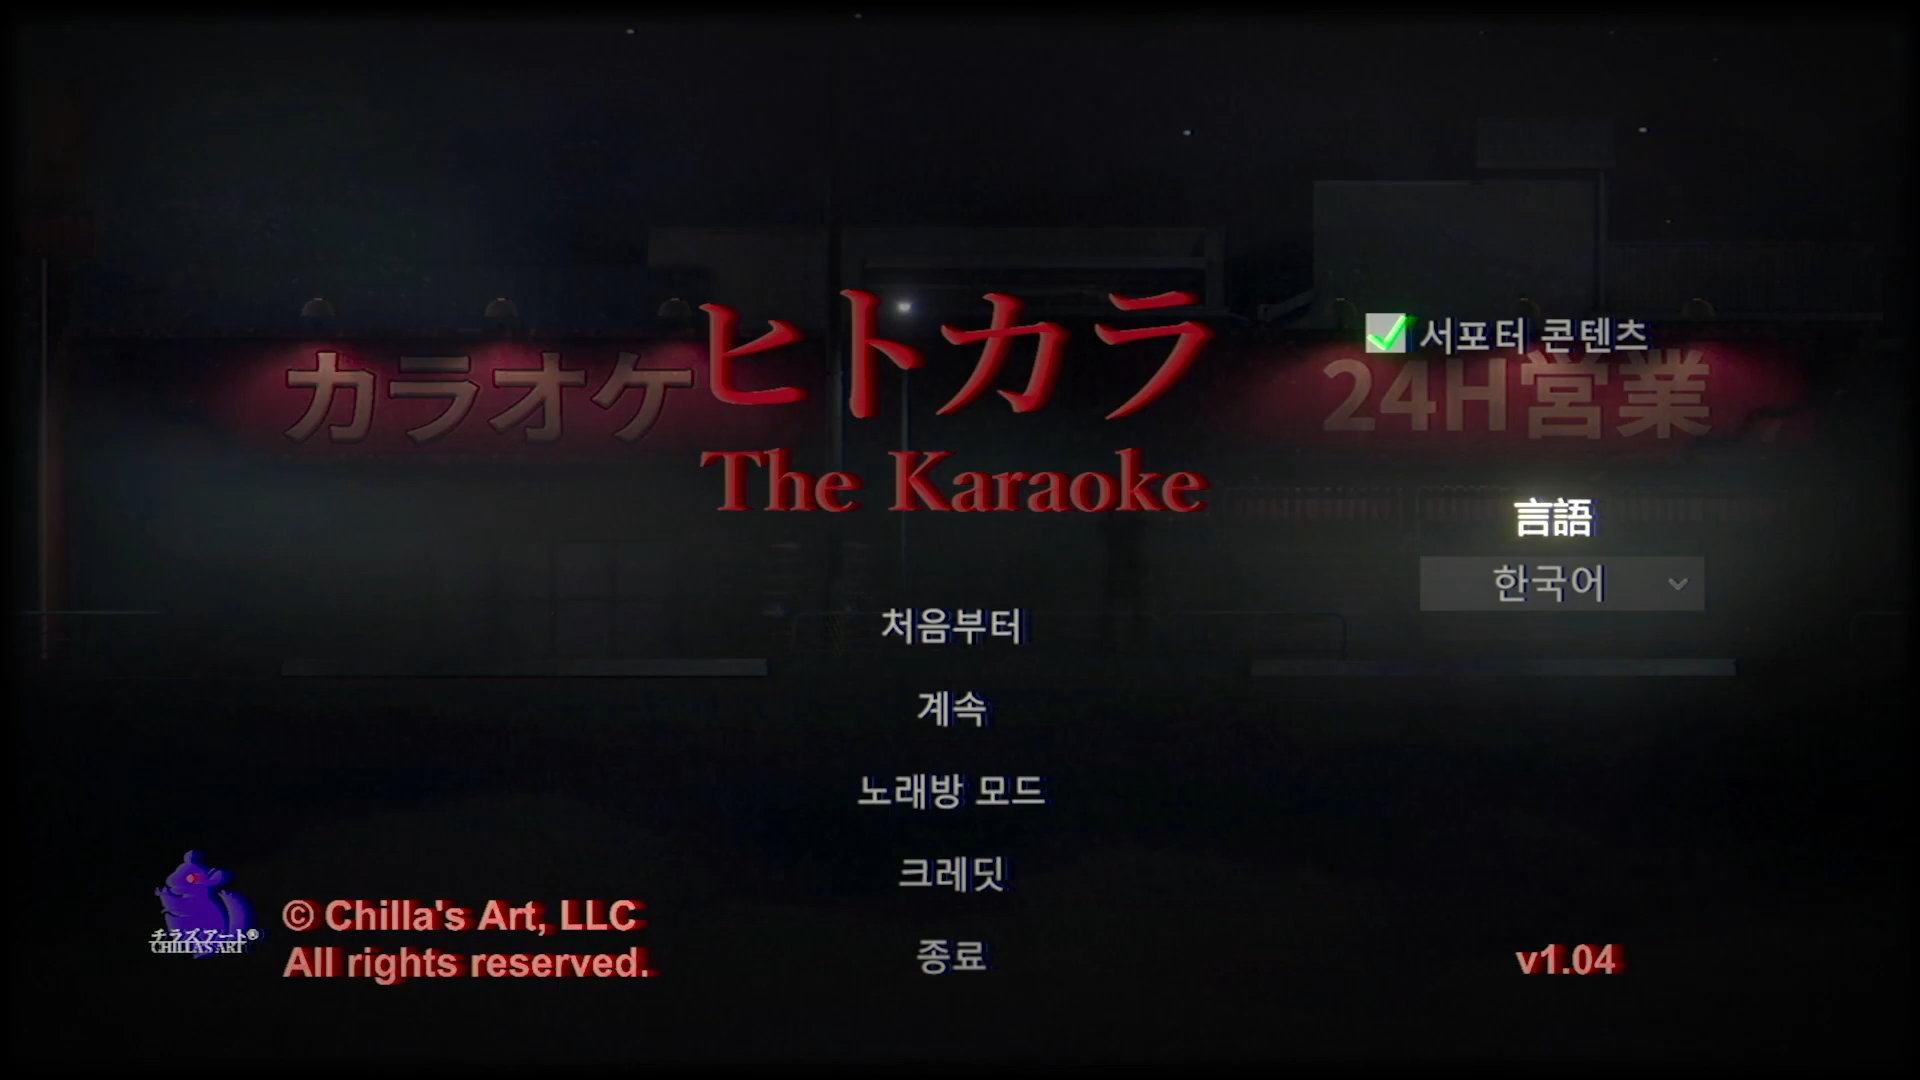 ヒトカラ
The Karaoke
カラオケ
24H営業
서포터 콘텐츠
言語
한국어
처음부터
계속
노래방 모드
크레딧
종료
チラズアート®
CHILLA'S ART
© Chilla's Art, LLC
All rights reserved.
v1.04